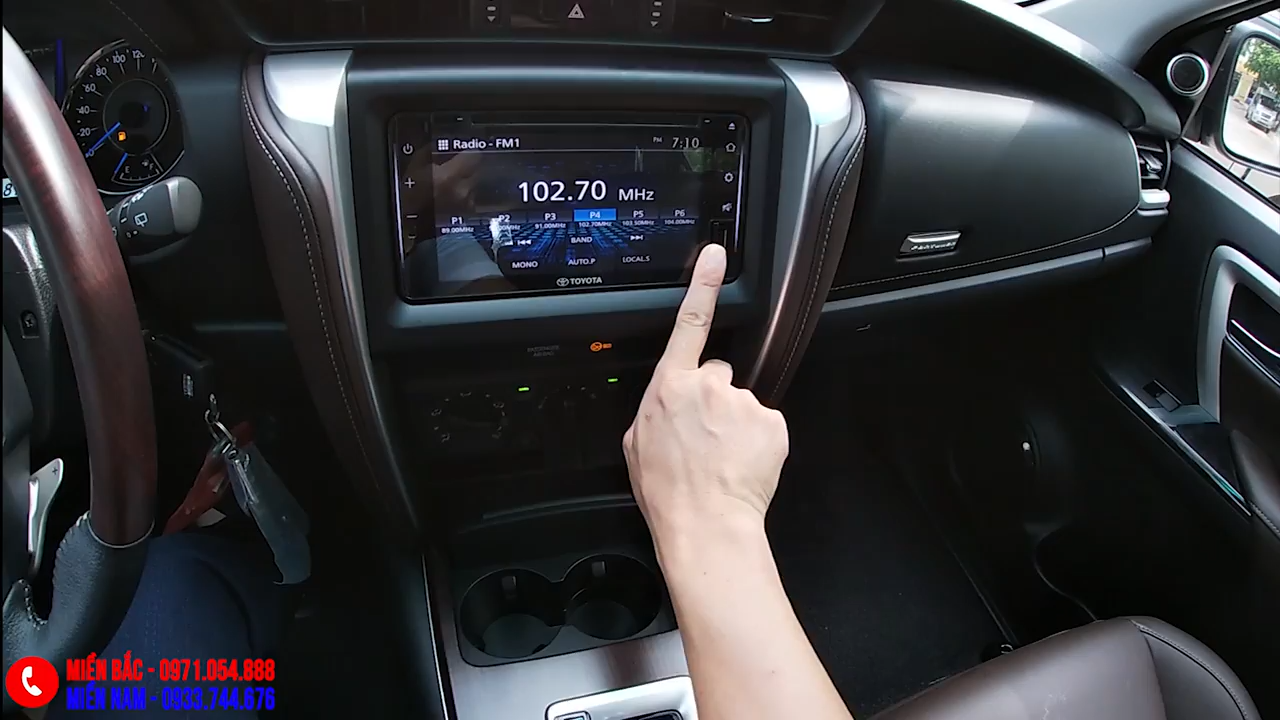 Radio - FM1
PM 7:10
102.70 MHz
P1 P2 P3 P4 P5 P6
89.00MHz 91.00MHz 102.70MHz 103.50MHz 104.00MHz
BAND
MONO AUTO.P LOCAL.S
TOYOTA
MIỀN BẮC - 0971.054.888
MIỀN NAM - 0933.744.676